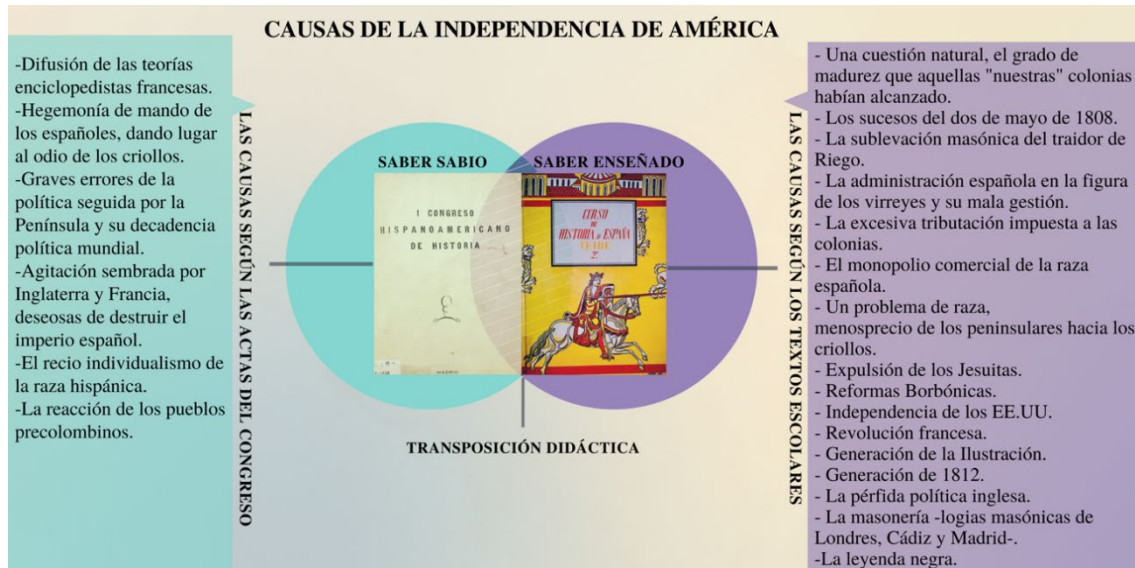 CAUSAS DE LA INDEPENDENCIA DE AMÉRICA
-Difusión de las teorías
enciclopedistas francesas.
-Hegemonía de mando de
los españoles, dando lugar
al odio de los criollos.
-Graves errores de la
política seguida por la
Península y su decadencia
política mundial.
-Agitación sembrada por
Inglaterra y Francia,
deseosas de destruir el
imperio español.
-El recio individualismo de
la raza hispánica.
-La reacción de los pueblos
precolombinos.
LAS CAUSAS SEGÚN LAS ACTAS DEL CONGRESO
SABER SABIO
I CONGRESO
HISPANOAMERICANO
DE HISTORIA
SABER ENSEÑADO
CURSO
DE
HISTORIA de ESPAÑA
2º
TRANSPOSICIÓN DIDÁCTICA
LAS CAUSAS SEGÚN LOS TEXTOS ESCOLARES
- Una cuestión natural, el grado de
madurez que aquellas "nuestras" colonias
habían alcanzado.
- Los sucesos del dos de mayo de 1808.
- La sublevación masónica del traidor de
Riego.
- La administración española en la figura
de los virreyes y su mala gestión.
- La excesiva tributación impuesta a las
colonias.
- El monopolio comercial de la raza
española.
- Un problema de raza,
menosprecio de los peninsulares hacia los
criollos.
- Expulsión de los Jesuitas.
- Reformas Borbónicas.
- Independencia de los EE.UU.
- Revolución francesa.
- Generación de la Ilustración.
- Generación de 1812.
- La pérfida política inglesa.
- La masonería -logias masónicas de
Londres, Cádiz y Madrid-.
-La leyenda negra.